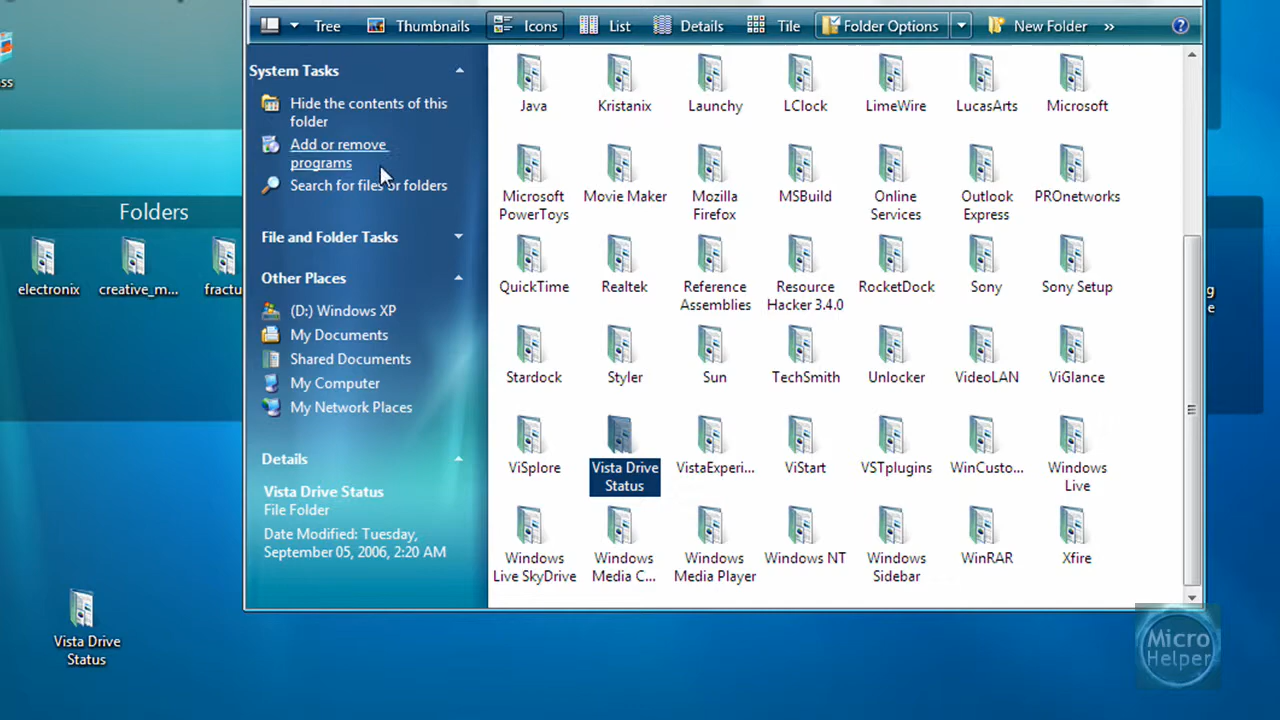 Tree Thumbnails Icons List Details Tile Folder Options New Folder »
ss
System Tasks
Hide the contents of this
folder
Add or remove
programs
Search for files or folders
File and Folder Tasks
Other Places
(D:) Windows XP
My Documents
Shared Documents
My Computer
My Network Places
Details
Vista Drive Status
File Folder
Date Modified: Tuesday,
September 05, 2006, 2:20 AM
Java Kristanix Launchy LClock LimeWire LucasArts Microsoft
Microsoft
PowerToys
Movie Maker
Mozilla
Firefox
MSBuild
Online
Services
Outlook
Express
PROnetworks
QuickTime
Realtek
Reference
Assemblies
Resource
Hacker 3.4.0
RocketDock
Sony
Sony Setup
Stardock Styler Sun TechSmith Unlocker VideoLAN ViGlance
ViSplore
Vista Drive
Status
VistaExperi...
ViStart
VSTplugins
WinCusto...
Windows
Live
Windows
Live SkyDrive
Windows
Media C...
Windows
Media Player
Windows NT
Windows
Sidebar
WinRAR
Xfire
Folders
electronix creative_m... fractu
Vista Drive
Status
g
e
Micro
Helper